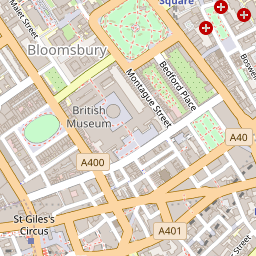 Square
Malet Street
Bloomsbury
Montague Street
Bedford Place
British
Museum
A40
A400
St Giles's
Circus
A401